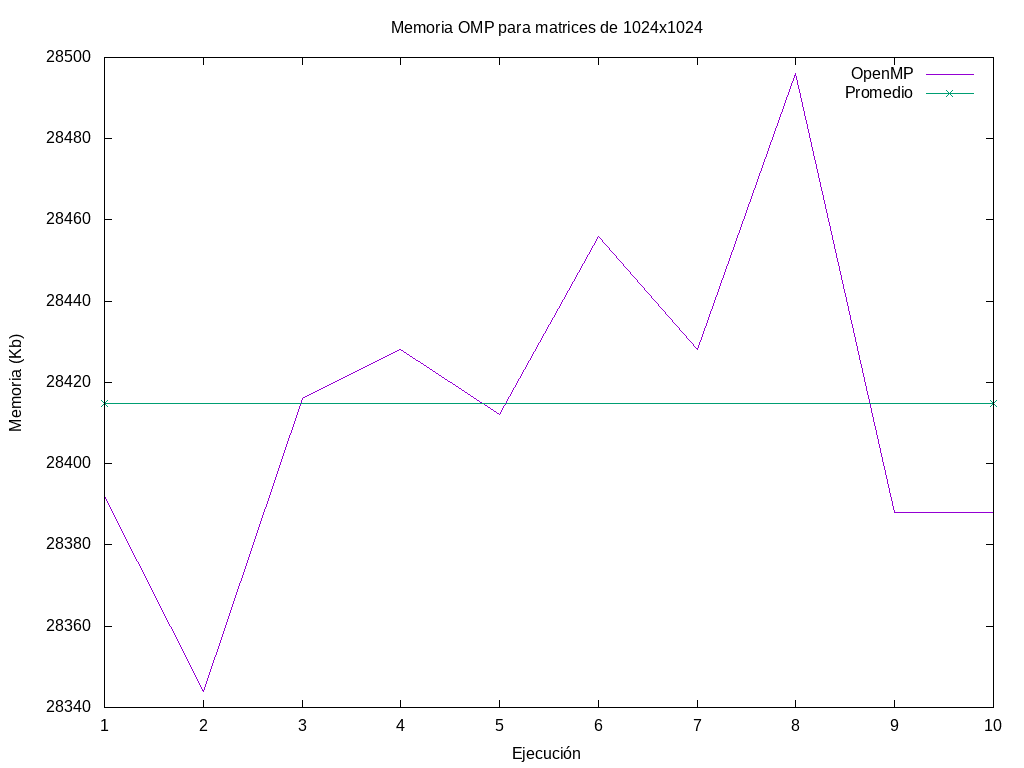 Memoria OMP para matrices de 1024x1024
28500
OpenMP
Promedio
28480
28460
28440
28420
28400
28380
28360
28340
Memoria (Kb)
1 2 3 4 5 6 7 8 9 10
Ejecución